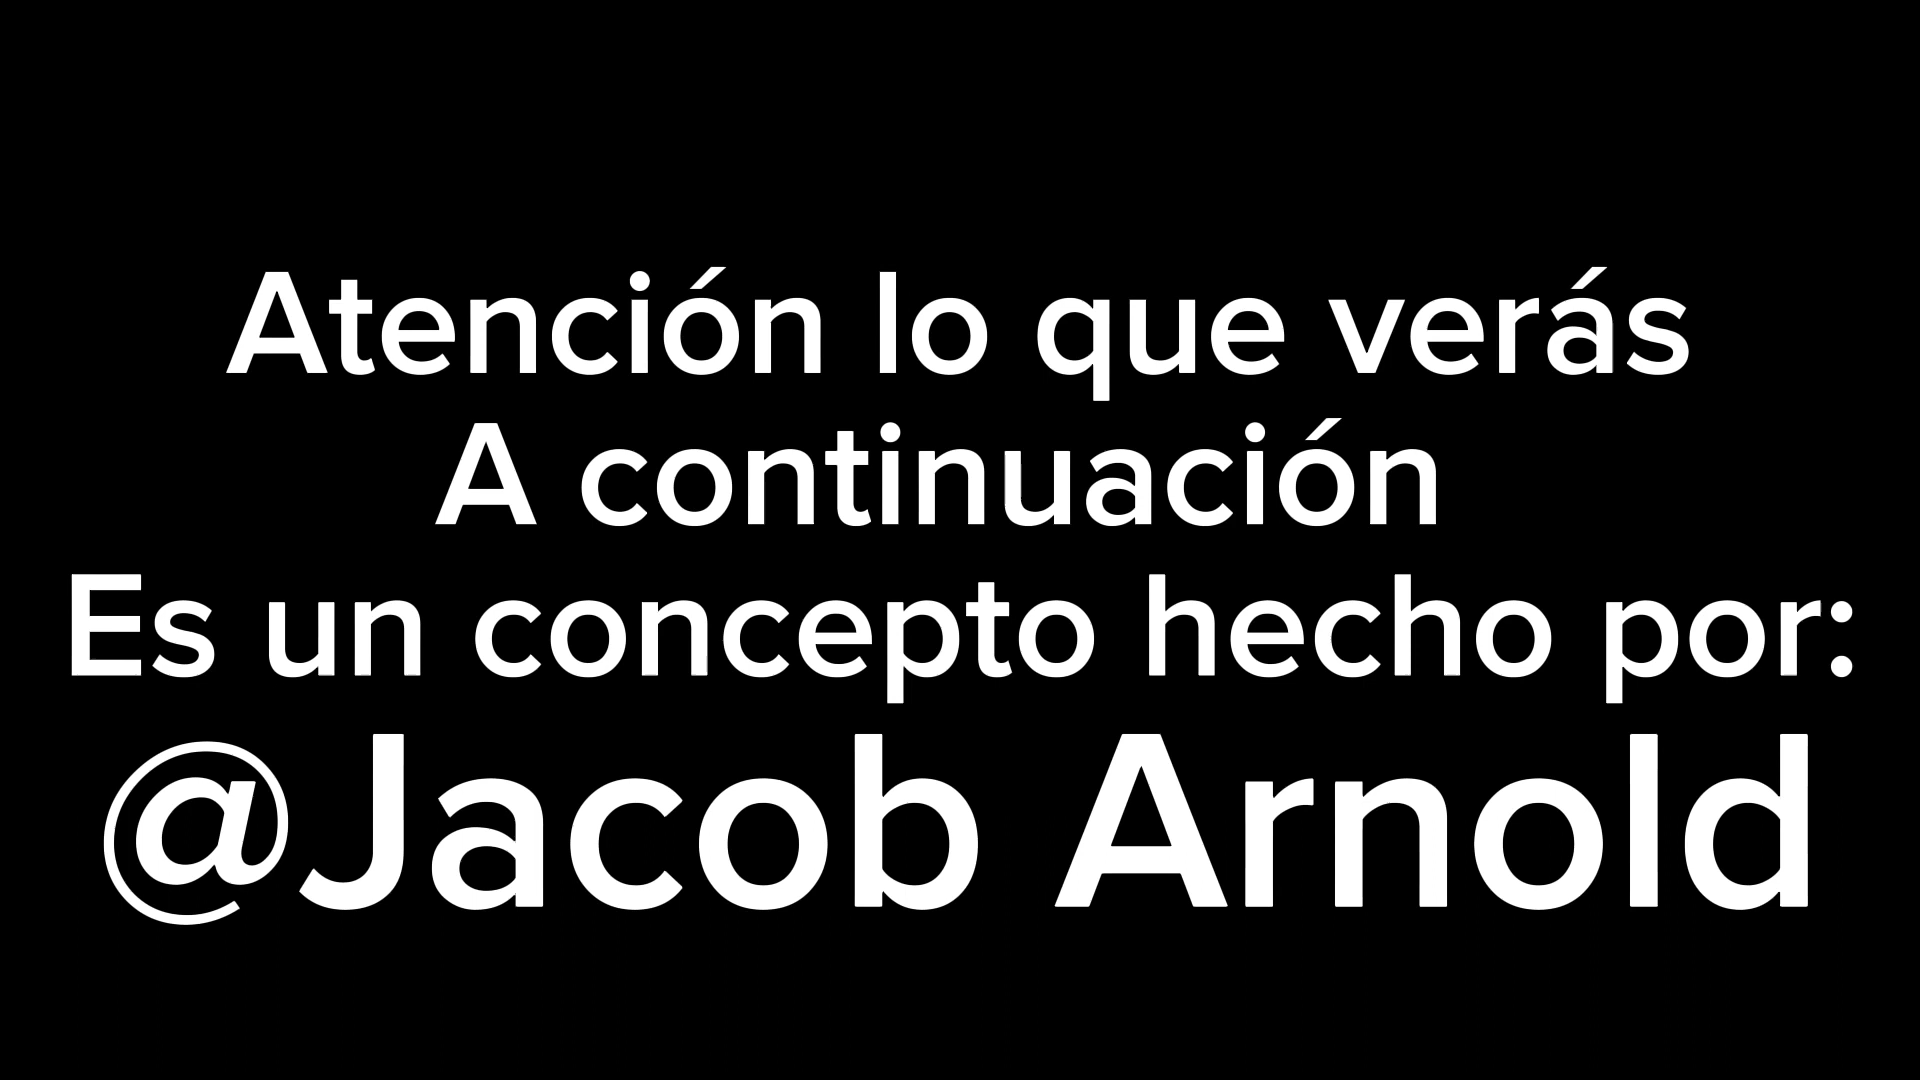 Atención lo que verás
A continuación
Es un concepto hecho por:
@Jacob Arnold